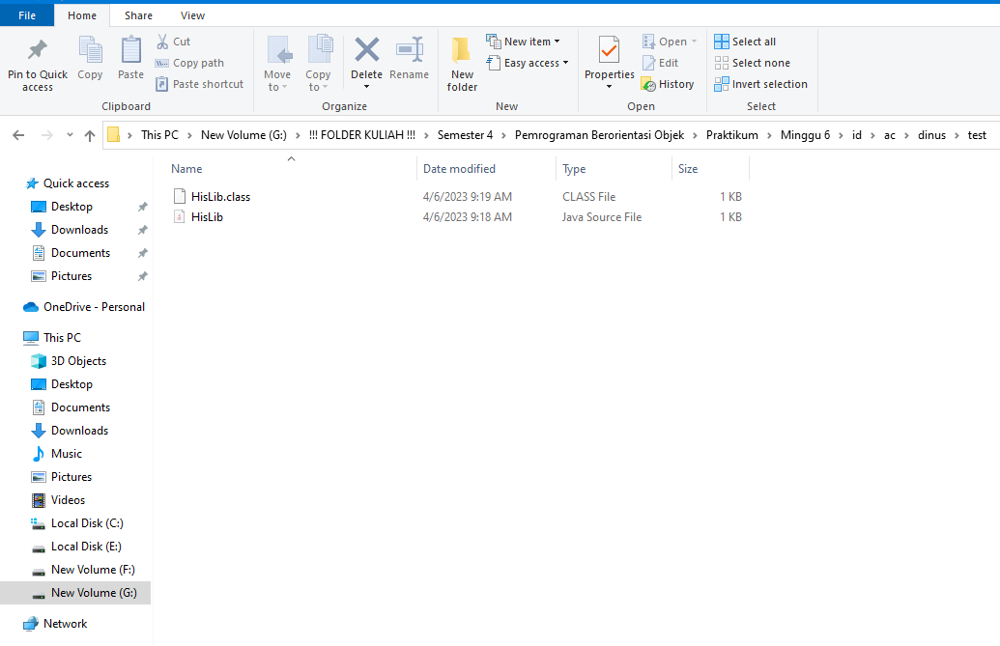 File Home Share View
Pin to Quick access
Copy
Paste
Cut
Copy path
Paste shortcut
Clipboard
Move to
Copy to
Delete
Rename
Organize
New folder
New item
Easy access
New
Properties
Open
Edit
History
Open
Select all
Select none
Invert selection
Select
This PC > New Volume (G:) > !!! FOLDER KULIAH !!! > Semester 4 > Pemrograman Berorientasi Objek > Praktikum > Minggu 6 > id > ac > dinus > test
Name Date modified Type Size
HisLib.class 4/6/2023 9:19 AM CLASS File 1 KB
HisLib 4/6/2023 9:18 AM Java Source File 1 KB
Quick access
Desktop
Downloads
Documents
Pictures
OneDrive - Personal
This PC
3D Objects
Desktop
Documents
Downloads
Music
Pictures
Videos
Local Disk (C:)
Local Disk (E:)
New Volume (F:)
New Volume (G:)
Network